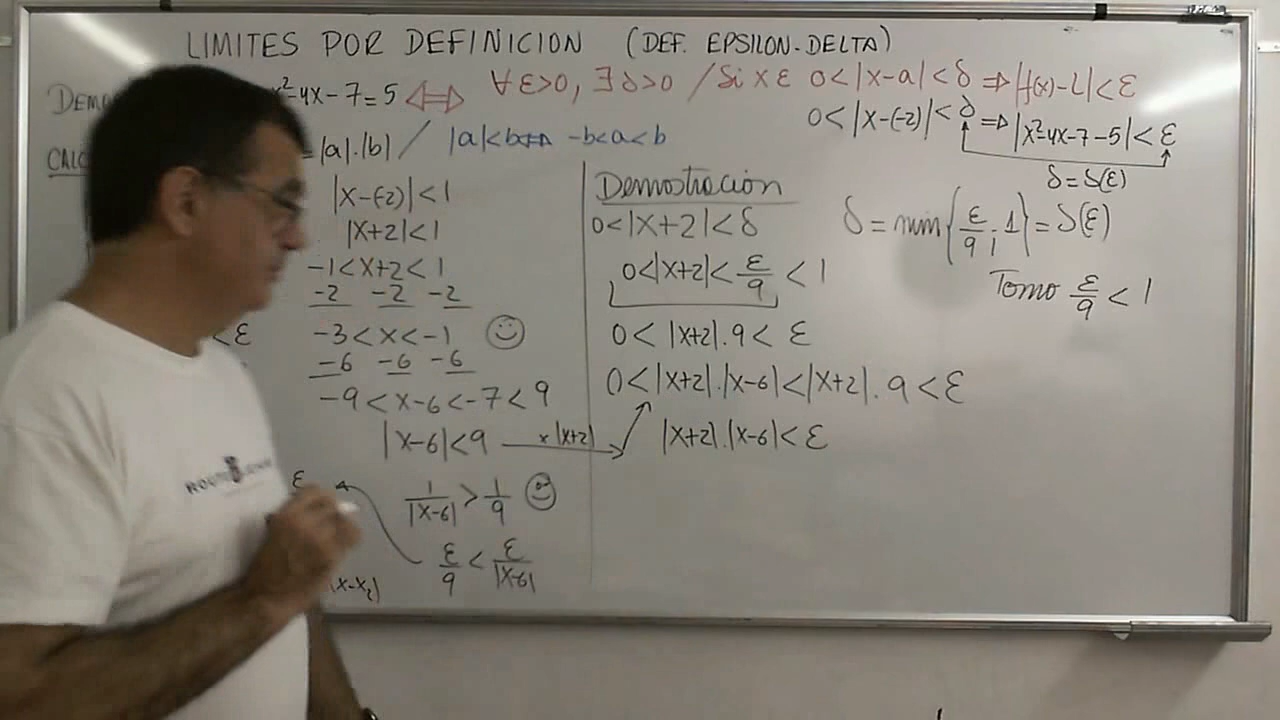 LIMITES POR DEFINICION (DEF. EPSILON-DELTA)
x²-4x-7=5 ⟺ ∀ε>0, ∃δ>0 / Si x ε 0<|x-a|<δ ⇒ |f(x)-L|<ε
0<|x-(-2)|<δ ⇒ |x²-4x-7-5|<ε
δ=δ(ε)
=|a|.|b| / |a|<b ⟺ -b<a<b
|x-(-2)|<1
|x+2|<1
-1<x+2<1
-2 -2 -2
-3<x<-1
-6 -6 -6
-9<x-6<-7<9
|x-6|<9 x|x+2|
1/|x-6| > 1/9
ε/9 < ε/|x-6|
<ε
ε
(x-x₂)
Demostración
0<|x+2|<δ
0<|x+2|<ε/9<1
0<|x+2|.9<ε
0<|x+2|.|x-6|<|x+2|.9<ε
|x+2|.|x-6|<ε
δ=min{ε/9;1}=δ(ε)
Tomo ε/9<1